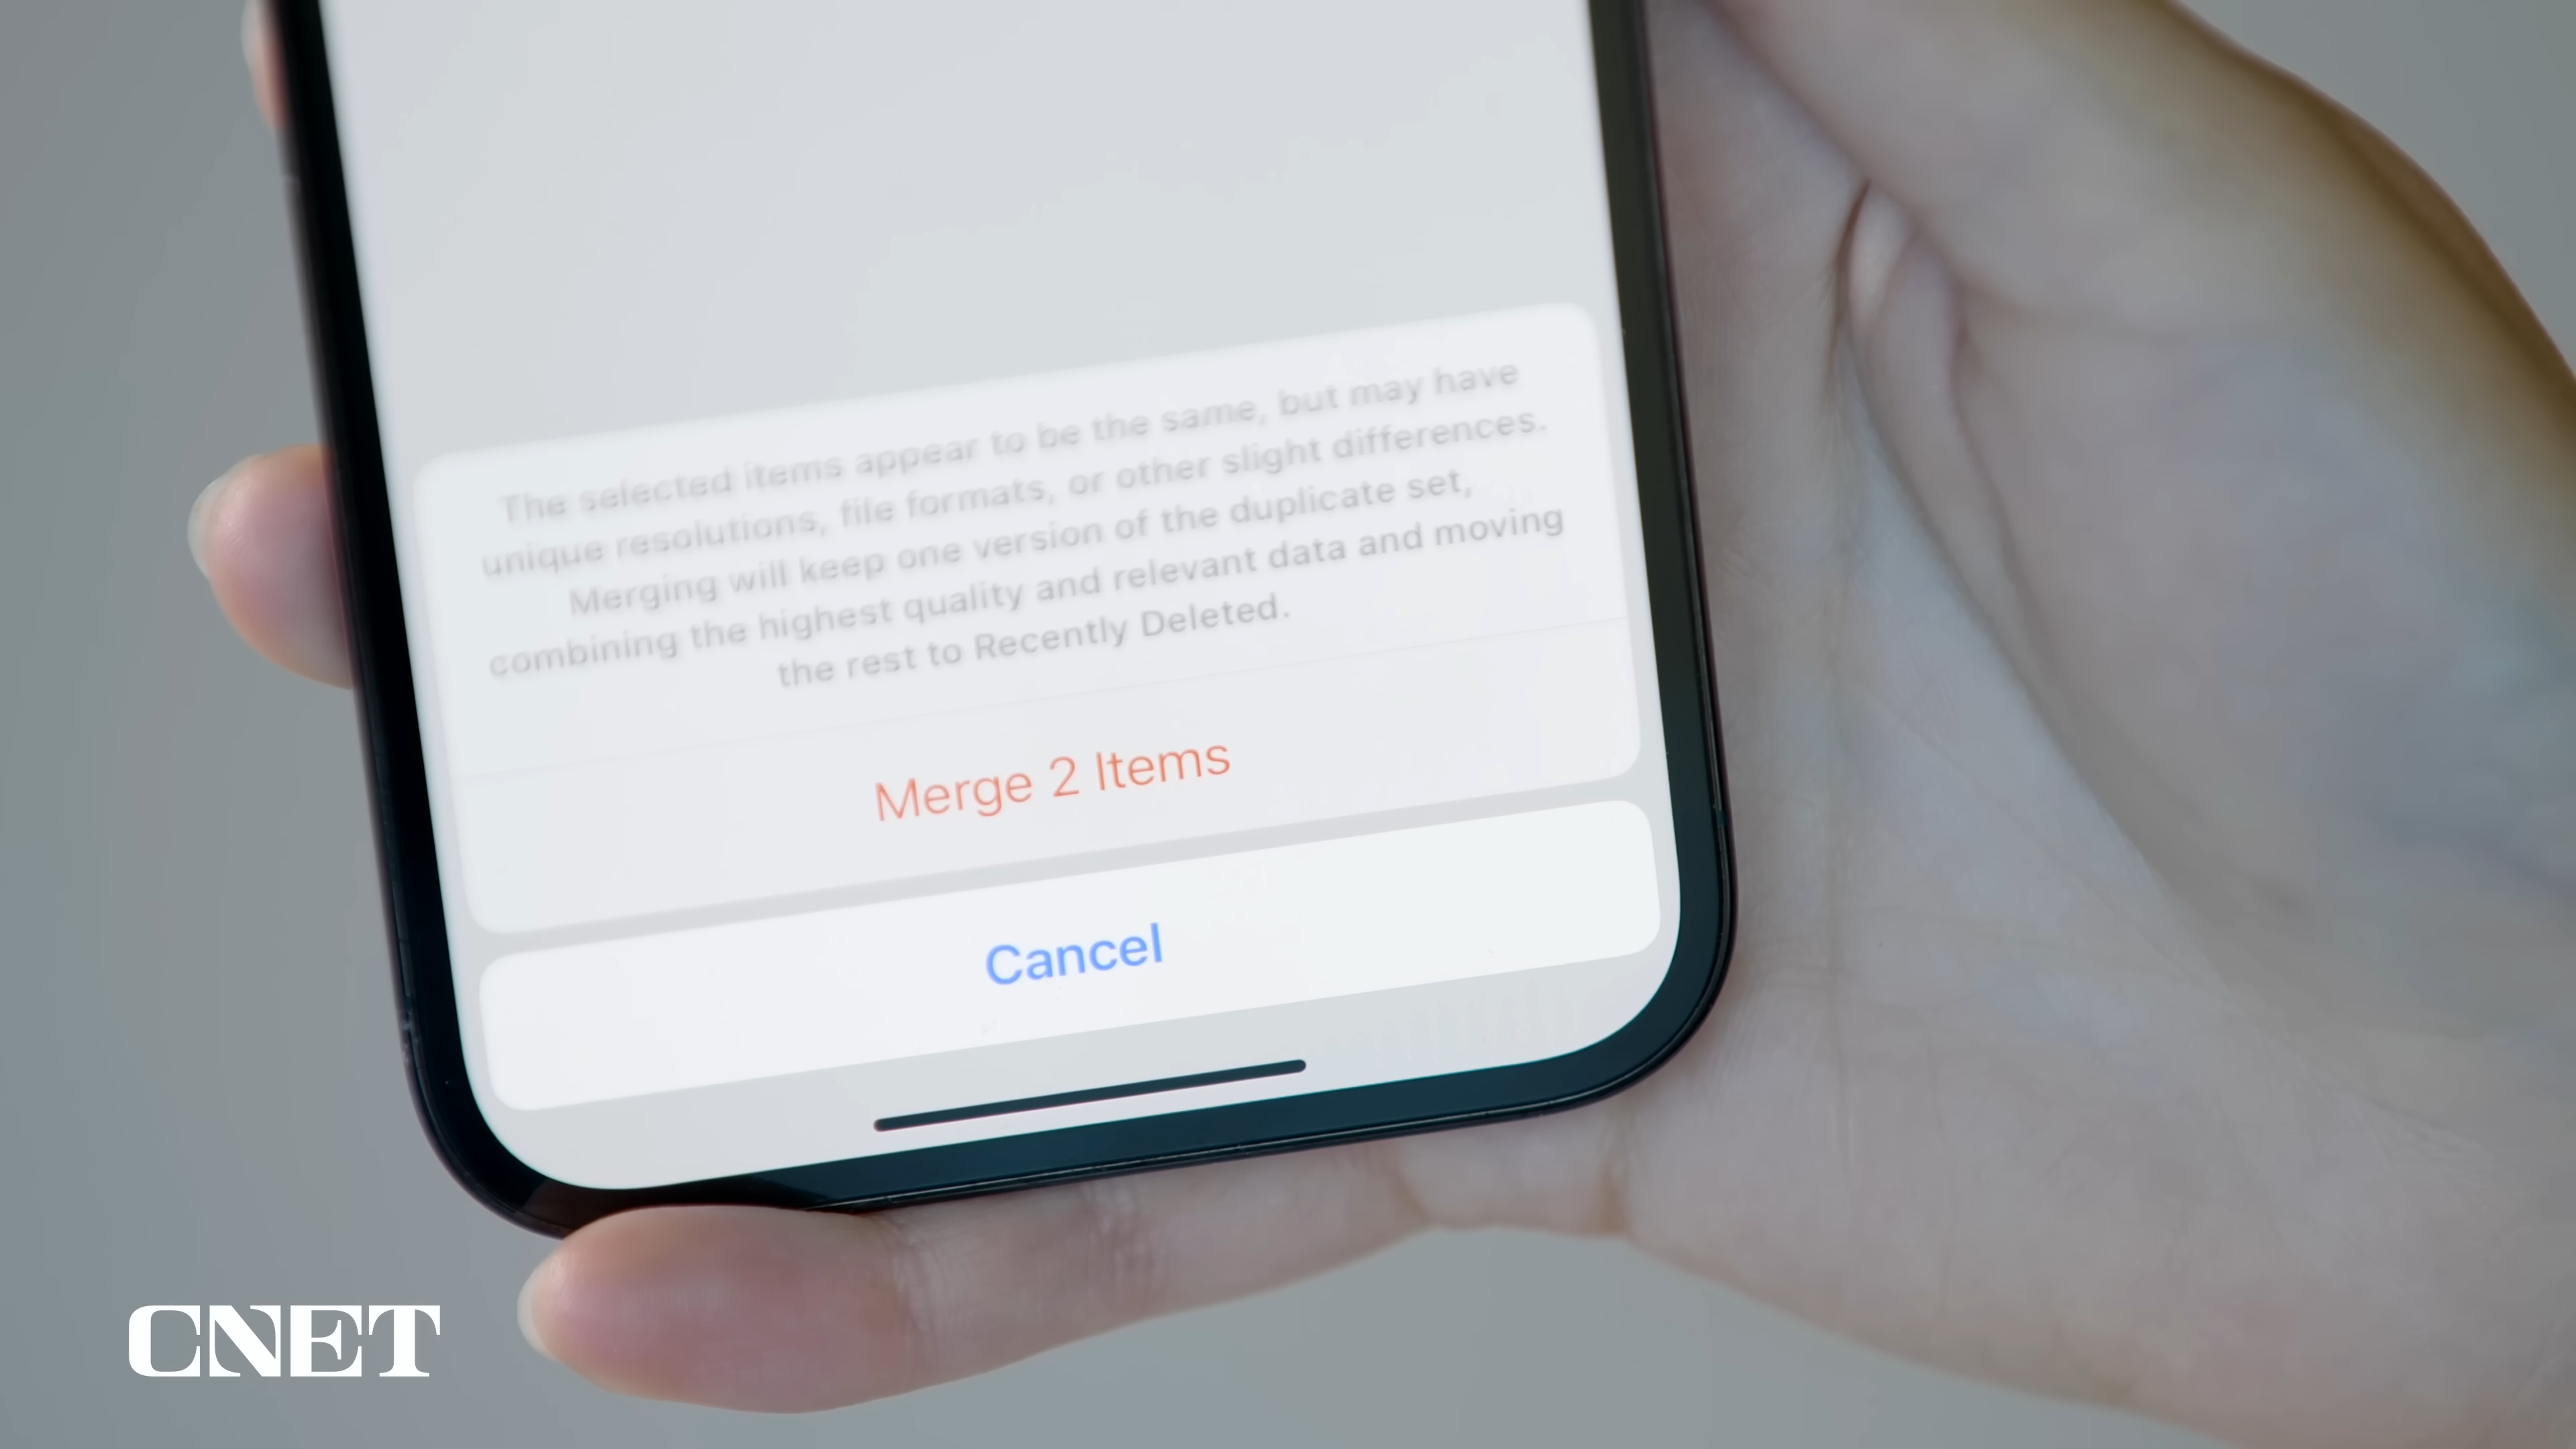 The selected items appear to be the same, but may have
unique resolutions, file formats, or other slight differences.
Merging will keep one version of the duplicate set,
combining the highest quality and relevant data and moving
the rest to Recently Deleted.
Merge 2 Items
Cancel
CNET